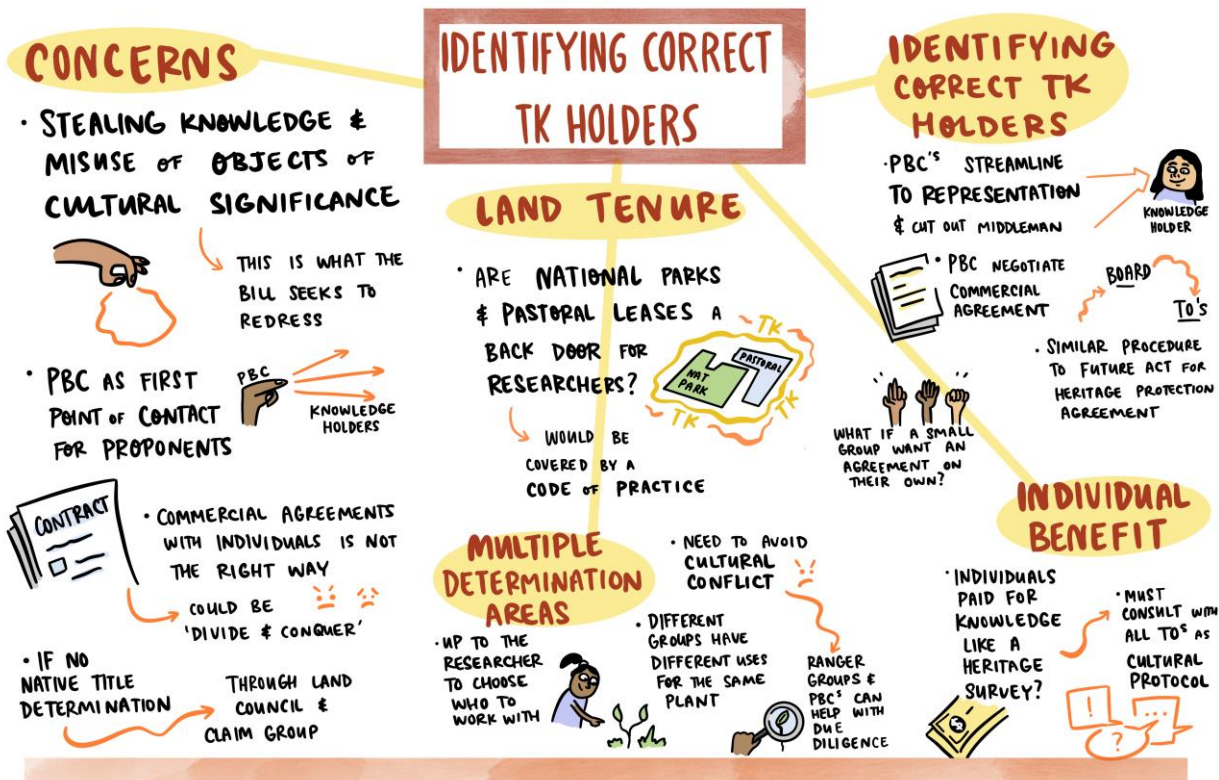 IDENTIFYING CORRECT
TK HOLDERS
CONCERNS
• STEALING KNOWLEDGE &
MISUSE OF OBJECTS OF
CULTURAL SIGNIFICANCE
THIS IS WHAT THE
BILL SEEKS TO
REDRESS
• PBC AS FIRST
POINT OF CONTACT
FOR PROPONENTS
PBC
KNOWLEDGE
HOLDERS
CONTRACT
• COMMERCIAL AGREEMENTS
WITH INDIVIDUALS IS NOT
THE RIGHT WAY
COULD BE
'DIVIDE & CONQUER'
• IF NO
NATIVE TITLE
DETERMINATION
THROUGH LAND
COUNCIL &
CLAIM GROUP
LAND TENURE
• ARE NATIONAL PARKS
& PASTORAL LEASES A
BACK DOOR FOR
RESEARCHERS?
TK
PASTORAL
NAT
PARK
TK
TK
WOULD BE
COVERED BY A
CODE OF PRACTICE
MULTIPLE
DETERMINATION
AREAS
• UP TO THE
RESEARCHER
TO CHOOSE
WHO TO
WORK WITH
• NEED TO AVOID
CULTURAL
CONFLICT
• DIFFERENT
GROUPS HAVE
DIFFERENT USES
FOR THE SAME
PLANT
RANGER
GROUPS &
PBC'S CAN
HELP WITH
DUE
DILIGENCE
IDENTIFYING
CORRECT TK
HOLDERS
• PBC'S STREAMLINE
TO REPRESENTATION
& CUT OUT MIDDLEMAN
KNOWLEDGE
HOLDER
• PBC NEGOTIATE
COMMERCIAL
AGREEMENT
BOARD
TO'S
• SIMILAR PROCEDURE
TO FUTURE ACT FOR
HERITAGE PROTECTION
AGREEMENT
WHAT IF A SMALL
GROUP WANT AN
AGREEMENT ON
THEIR OWN?
INDIVIDUAL
BENEFIT
• INDIVIDUALS
PAID FOR
KNOWLEDGE
LIKE A
HERITAGE
SURVEY?
• MUST
CONSULT WITH
ALL TO'S AS
CULTURAL
PROTOCOL
$
!
...
?